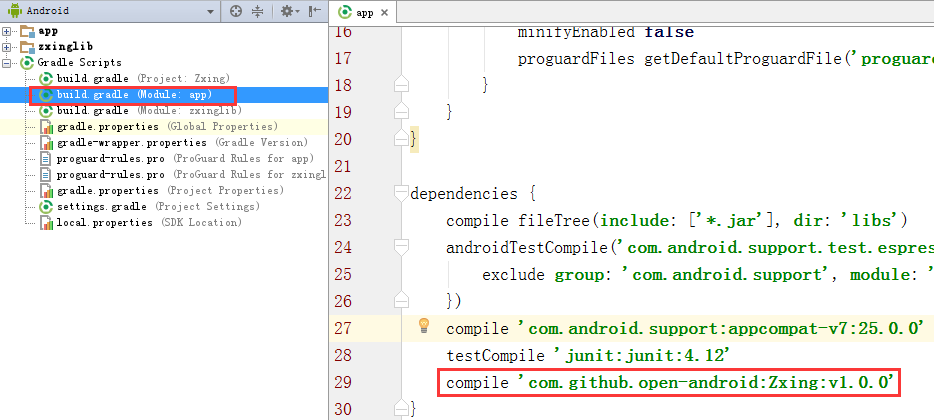 Android
app
app
zxinglib
Gradle Scripts
build.gradle (Project: Zxing)
build.gradle (Module: app)
build.gradle (Module: zxinglib)
gradle.properties (Global Properties)
gradle-wrapper.properties (Gradle Version)
proguard-rules.pro (ProGuard Rules for app)
proguard-rules.pro (ProGuard Rules for zxingl
gradle.properties (Project Properties)
settings.gradle (Project Settings)
local.properties (SDK Location)
16 minifyEnabled false
17 proguardFiles getDefaultProguardFile('progua
18 }
19 }
20 }
21
22 dependencies {
23 compile fileTree(include: ['*.jar'], dir: 'libs')
24 androidTestCompile('com.android.support.test.espres
25 exclude group: 'com.android.support', module: '
26 })
27 compile 'com.android.support:appcompat-v7:25.0.0'
28 testCompile 'junit:junit:4.12'
29 compile 'com.github.open-android:Zxing:v1.0.0'
30 }